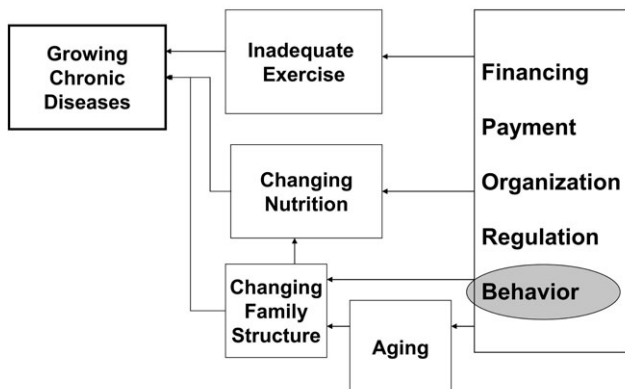 Growing
Chronic
Diseases
Inadequate
Exercise
Changing
Nutrition
Changing
Family
Structure
Aging
Financing
Payment
Organization
Regulation
Behavior